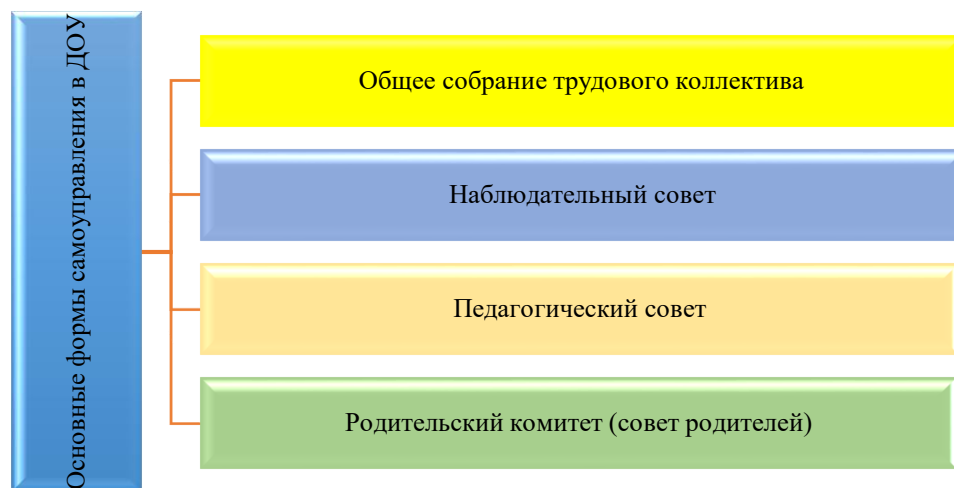 Основные формы самоуправления в ДОУ
Общее собрание трудового коллектива
Наблюдательный совет
Педагогический совет
Родительский комитет (совет родителей)